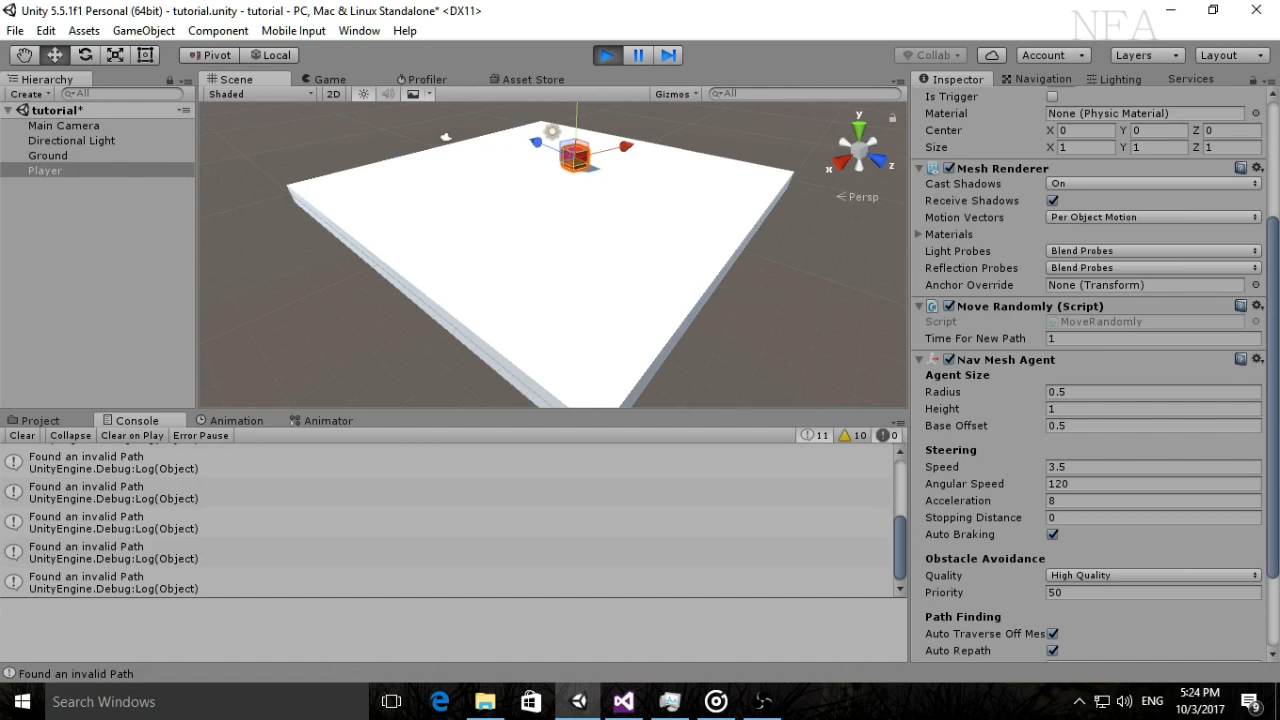 Unity 5.5.1f1 Personal (64bit) - tutorial.unity - tutorial - PC, Mac & Linux Standalone* <DX11>
NFA
File Edit Assets GameObject Component Mobile Input Window Help
Pivot Local Collab Account Layers Layout
Hierarchy Scene Game Profiler Asset Store Inspector Navigation Lighting Services
Create All Shaded 2D Gizmos All
tutorial*
Main Camera
Directional Light
Ground
Player
y
x
z
Persp
Is Trigger
Material None (Physic Material)
Center X 0 Y 0 Z 0
Size X 1 Y 1 Z 1
Mesh Renderer
Cast Shadows On
Receive Shadows
Motion Vectors Per Object Motion
Materials
Light Probes Blend Probes
Reflection Probes Blend Probes
Anchor Override None (Transform)
Move Randomly (Script)
Script MoveRandomly
Time For New Path 1
Nav Mesh Agent
Agent Size
Radius 0.5
Height 1
Base Offset 0.5
Steering
Speed 3.5
Angular Speed 120
Acceleration 8
Stopping Distance 0
Auto Braking
Obstacle Avoidance
Quality High Quality
Priority 50
Path Finding
Auto Traverse Off Mes
Auto Repath
Project Console Animation Animator
Clear Collapse Clear on Play Error Pause 11 10 0
Found an invalid Path
UnityEngine.Debug:Log(Object)
Found an invalid Path
UnityEngine.Debug:Log(Object)
Found an invalid Path
UnityEngine.Debug:Log(Object)
Found an invalid Path
UnityEngine.Debug:Log(Object)
Found an invalid Path
UnityEngine.Debug:Log(Object)
Found an invalid Path
Search Windows
ENG
5:24 PM
10/3/2017
9